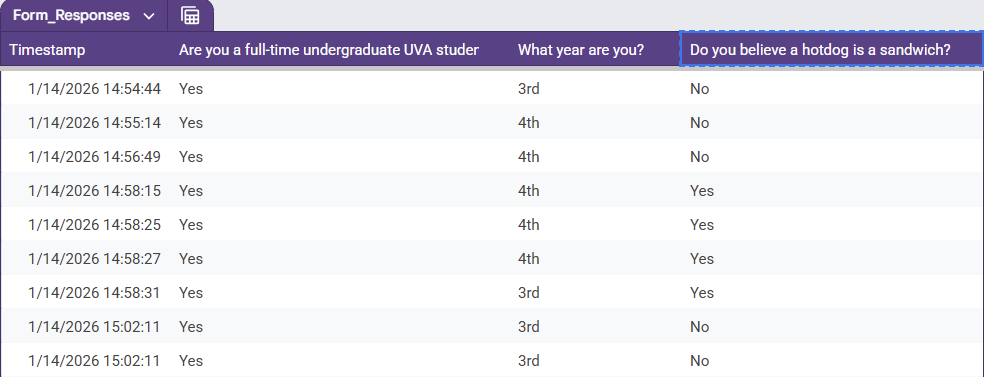 Form_Responses
Timestamp Are you a full-time undergraduate UVA studer What year are you? Do you believe a hotdog is a sandwich?
1/14/2026 14:54:44 Yes 3rd No
1/14/2026 14:55:14 Yes 4th No
1/14/2026 14:56:49 Yes 4th No
1/14/2026 14:58:15 Yes 4th Yes
1/14/2026 14:58:25 Yes 4th Yes
1/14/2026 14:58:27 Yes 4th Yes
1/14/2026 14:58:31 Yes 3rd Yes
1/14/2026 15:02:11 Yes 3rd No
1/14/2026 15:02:11 Yes 3rd No